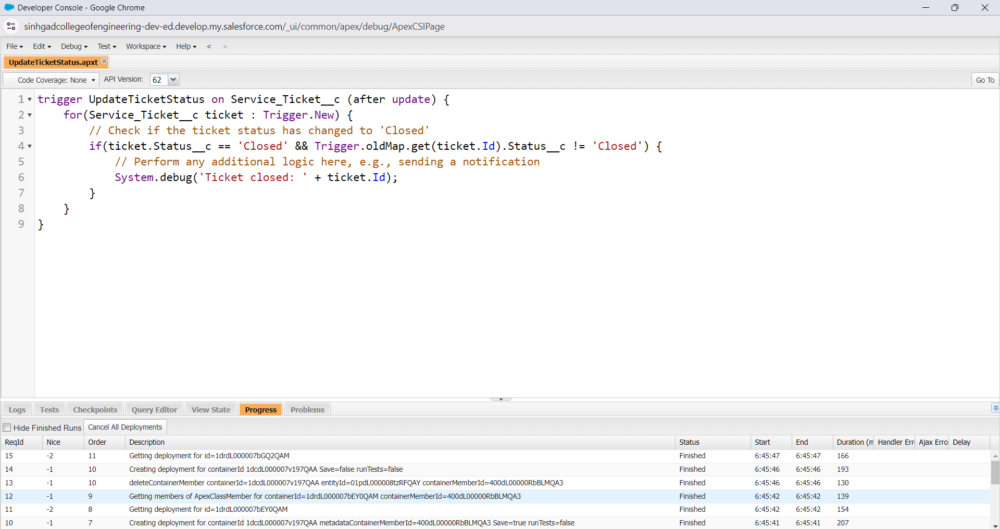 Developer Console - Google Chrome
sinhgadcollegeofengineering-dev-ed.develop.my.salesforce.com/_ui/common/apex/debug/ApexCSIPage
File Edit Debug Test Workspace Help < >
UpdateTicketStatus.apxt
Code Coverage: None API Version: 62 Go To
1 trigger UpdateTicketStatus on Service_Ticket__c (after update) {
2 for(Service_Ticket__c ticket : Trigger.New) {
3 // Check if the ticket status has changed to 'Closed'
4 if(ticket.Status__c == 'Closed' && Trigger.oldMap.get(ticket.Id).Status__c != 'Closed') {
5 // Perform any additional logic here, e.g., sending a notification
6 System.debug('Ticket closed: ' + ticket.Id);
7 }
8 }
9 }
Logs Tests Checkpoints Query Editor View State Progress Problems
Hide Finished Runs Cancel All Deployments
ReqId Nice Order Description Status Start End Duration (m Handler Erro Ajax Erro Delay
15 -2 11 Getting deployment for id=1drdL000007bGQ2QAM Finished 6:45:47 6:45:47 166
14 -1 10 Creating deployment for containerId 1dcdL000007v197QAA Save=false runTests=false Finished 6:45:46 6:45:46 193
13 -1 10 deleteContainerMember containerId=1dcdL000007v197QAA entityId=01pdL000008tzRFQAY containerMemberId=400dL00000RbBLMQA3 Finished 6:45:46 6:45:46 130
12 -1 9 Getting members of ApexClassMember for containerId=1drdL000007bEY0QAM containerMemberId=400dL00000RbBLMQA3 Finished 6:45:42 6:45:42 139
11 -2 8 Getting deployment for id=1drdL000007bEY0QAM Finished 6:45:42 6:45:42 154
10 -1 7 Creating deployment for containerId 1dcdL000007v197QAA metadataContainerMemberId=400dL00000RbBLMQA3 Save=true runTests=false Finished 6:45:41 6:45:41 207